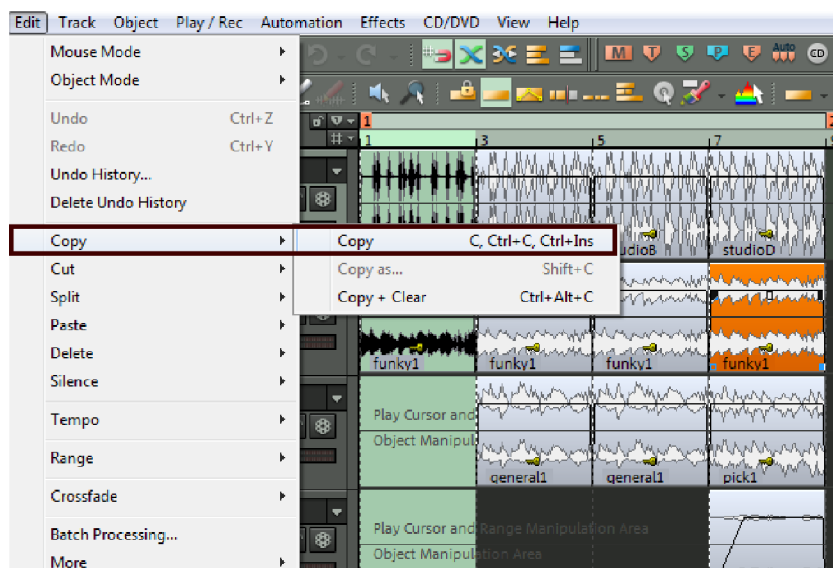 Edit Track Object Play / Rec Automation Effects CD/DVD View Help
Mouse Mode
Object Mode
M T S P E Auto CD
Undo Ctrl+Z
1
Redo Ctrl+Y
1 3 5 7
Undo History...
Delete Undo History
Copy
Copy C, Ctrl+C, Ctrl+Ins
udioB studioD
Cut
Copy as... Shift+C
Split
Copy + Clear Ctrl+Alt+C
Paste
Delete
funky1 funky1 funky1 funky1
Silence
Tempo
Play Cursor and
Object Manipul
Range
general1 general1 pick1
Crossfade
Batch Processing...
Play Cursor and Range Manipulation Area
Object Manipulation Area
More